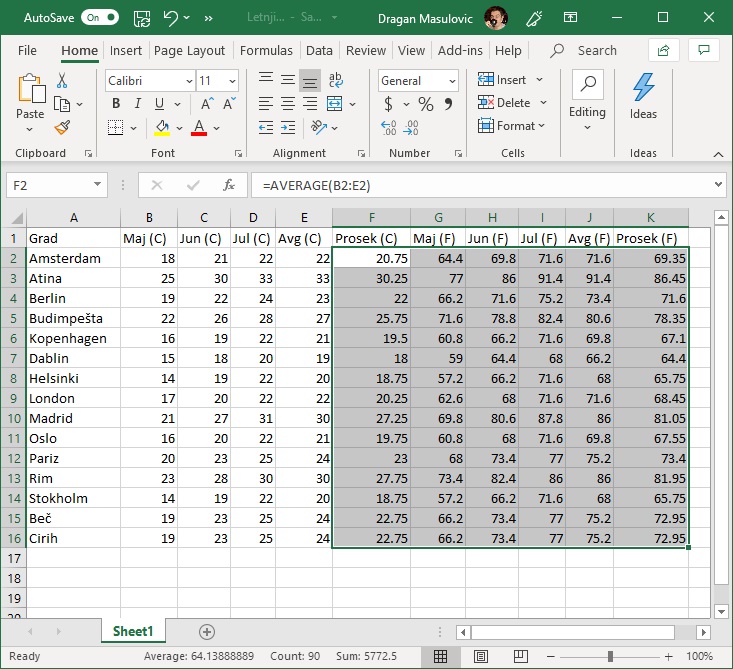 AutoSave On » Letnji... - Sa... Dragan Masulovic
File Home Insert Page Layout Formulas Data Review View Add-ins Help Search
Paste Calibri 11 General Insert Editing Ideas
B I U A A ab $ % Delete
A Format
Clipboard Font Alignment Number Cells Ideas
F2 fx =AVERAGE(B2:E2)
A B C D E F G H I J K
1 Grad Maj (C) Jun (C) Jul (C) Avg (C) Prosek (C) Maj (F) Jun (F) Jul (F) Avg (F) Prosek (F)
2 Amsterdam 18 21 22 22 20.75 64.4 69.8 71.6 71.6 69.35
3 Atina 25 30 33 33 30.25 77 86 91.4 91.4 86.45
4 Berlin 19 22 24 23 22 66.2 71.6 75.2 73.4 71.6
5 Budimpešta 22 26 28 27 25.75 71.6 78.8 82.4 80.6 78.35
6 Kopenhagen 16 19 22 21 19.5 60.8 66.2 71.6 69.8 67.1
7 Dablin 15 18 20 19 18 59 64.4 68 66.2 64.4
8 Helsinki 14 19 22 20 18.75 57.2 66.2 71.6 68 65.75
9 London 17 20 22 22 20.25 62.6 68 71.6 71.6 68.45
10 Madrid 21 27 31 30 27.25 69.8 80.6 87.8 86 81.05
11 Oslo 16 20 22 21 19.75 60.8 68 71.6 69.8 67.55
12 Pariz 20 23 25 24 23 68 73.4 77 75.2 73.4
13 Rim 23 28 30 30 27.75 73.4 82.4 86 86 81.95
14 Stokholm 14 19 22 20 18.75 57.2 66.2 71.6 68 65.75
15 Beč 19 23 25 24 22.75 66.2 73.4 77 75.2 72.95
16 Cirih 19 23 25 24 22.75 66.2 73.4 77 75.2 72.95
17
18
19
20
Sheet1
Ready Average: 64.13888889 Count: 90 Sum: 5772.5 100%